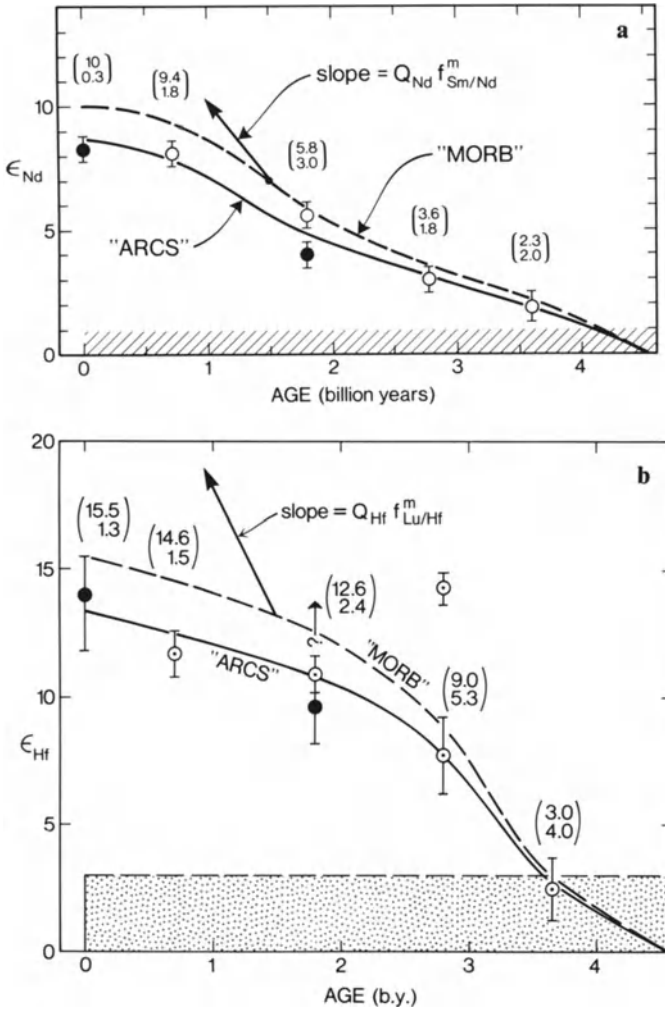 a
(10
0.3)
(9.4
1.8)
slope = Q_Nd f^m_Sm/Nd
(5.8
3.0)
"MORB"
(3.6
1.8)
(2.3
2.0)
"ARCS"
10
5
0
ϵ_Nd
0 1 2 3 4
AGE (billion years)
b
20
15
10
5
0
ϵ_Hf
slope = Q_Hf f^m_Lu/Hf
(15.5
1.3)
(14.6
1.5)
(12.6
2.4)
?
"MORB"
"ARCS"
(9.0
5.3)
(3.0
4.0)
0 1 2 3 4
AGE (b.y.)